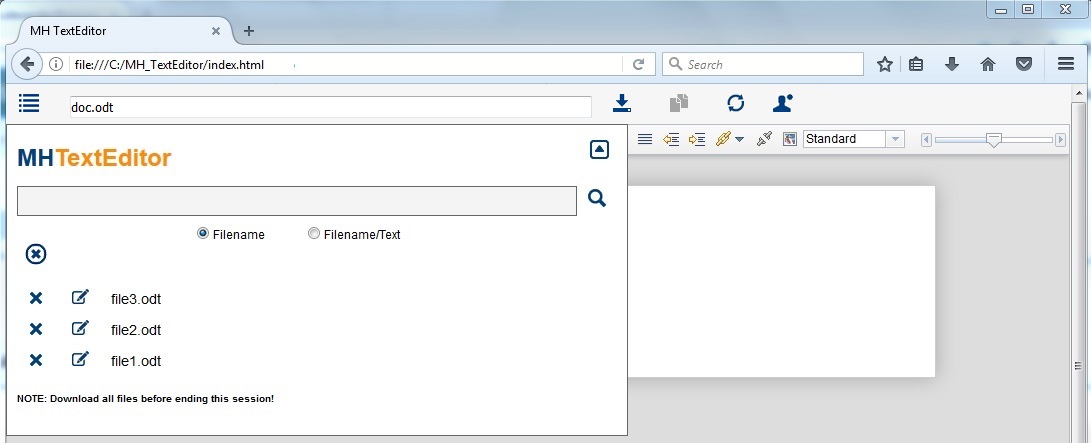 MH TextEditor
file:///C:/MH_TextEditor/index.html
Search
doc.odt
Standard
MHTextEditor
Filename
Filename/Text
file3.odt
file2.odt
file1.odt
NOTE: Download all files before ending this session!